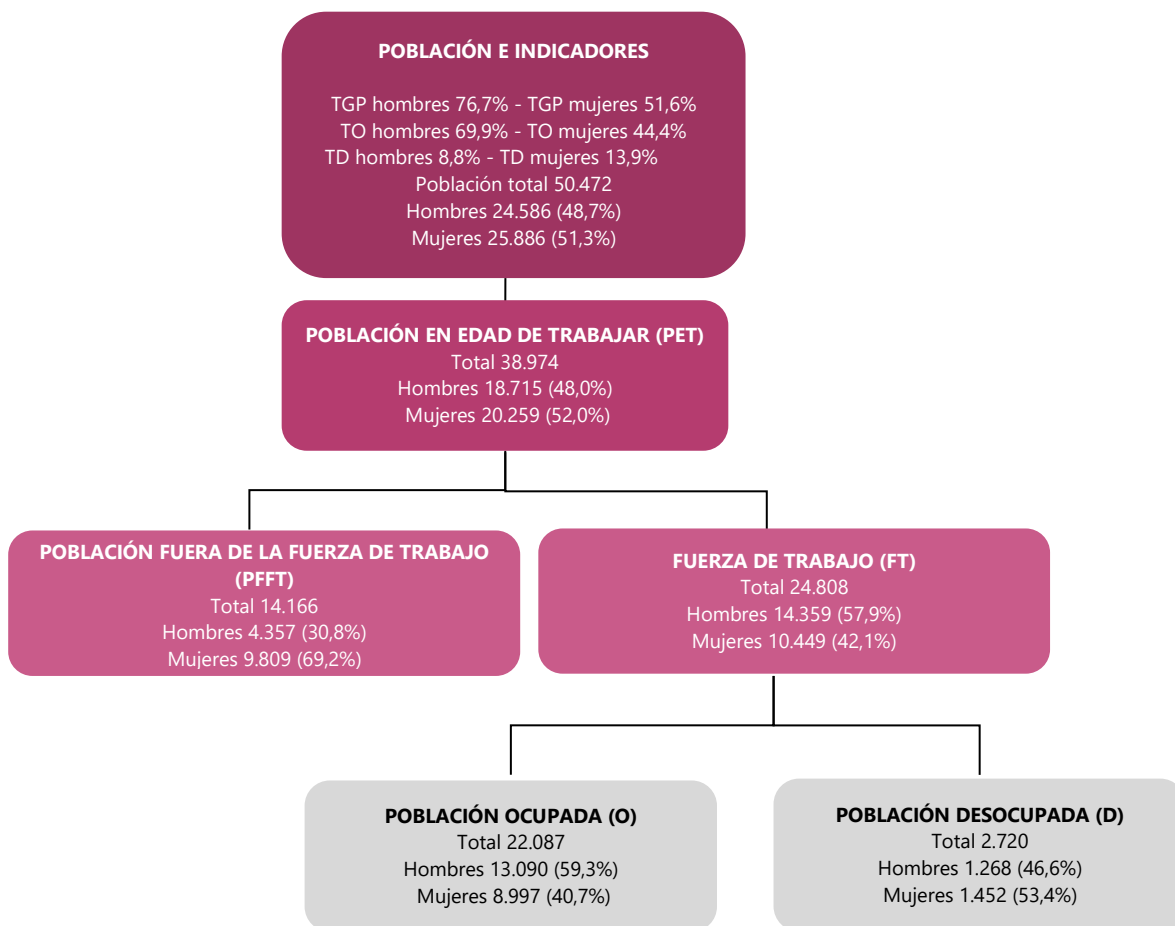 POBLACIÓN E INDICADORES
TGP hombres 76,7% - TGP mujeres 51,6%
TO hombres 69,9% - TO mujeres 44,4%
TD hombres 8,8% - TD mujeres 13,9%
Población total 50.472
Hombres 24.586 (48,7%)
Mujeres 25.886 (51,3%)
POBLACIÓN EN EDAD DE TRABAJAR (PET)
Total 38.974
Hombres 18.715 (48,0%)
Mujeres 20.259 (52,0%)
POBLACIÓN FUERA DE LA FUERZA DE TRABAJO
(PFFT)
Total 14.166
Hombres 4.357 (30,8%)
Mujeres 9.809 (69,2%)
FUERZA DE TRABAJO (FT)
Total 24.808
Hombres 14.359 (57,9%)
Mujeres 10.449 (42,1%)
POBLACIÓN OCUPADA (O)
Total 22.087
Hombres 13.090 (59,3%)
Mujeres 8.997 (40,7%)
POBLACIÓN DESOCUPADA (D)
Total 2.720
Hombres 1.268 (46,6%)
Mujeres 1.452 (53,4%)